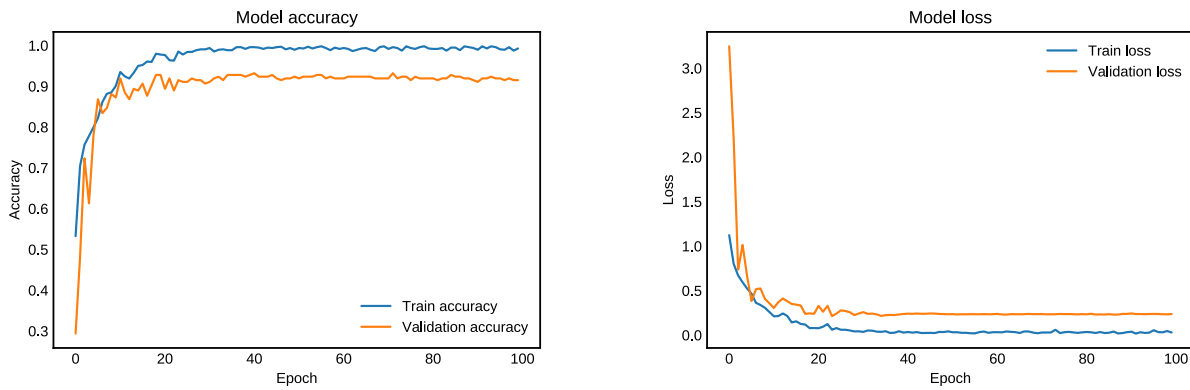 Model accuracy
1.0
0.9
0.8
0.7
0.6
0.5
0.4
0.3
Accuracy
Train accuracy
Validation accuracy
0 20 40 60 80 100
Epoch
Model loss
3.0
2.5
2.0
1.5
1.0
0.5
0.0
Loss
Train loss
Validation loss
0 20 40 60 80 100
Epoch